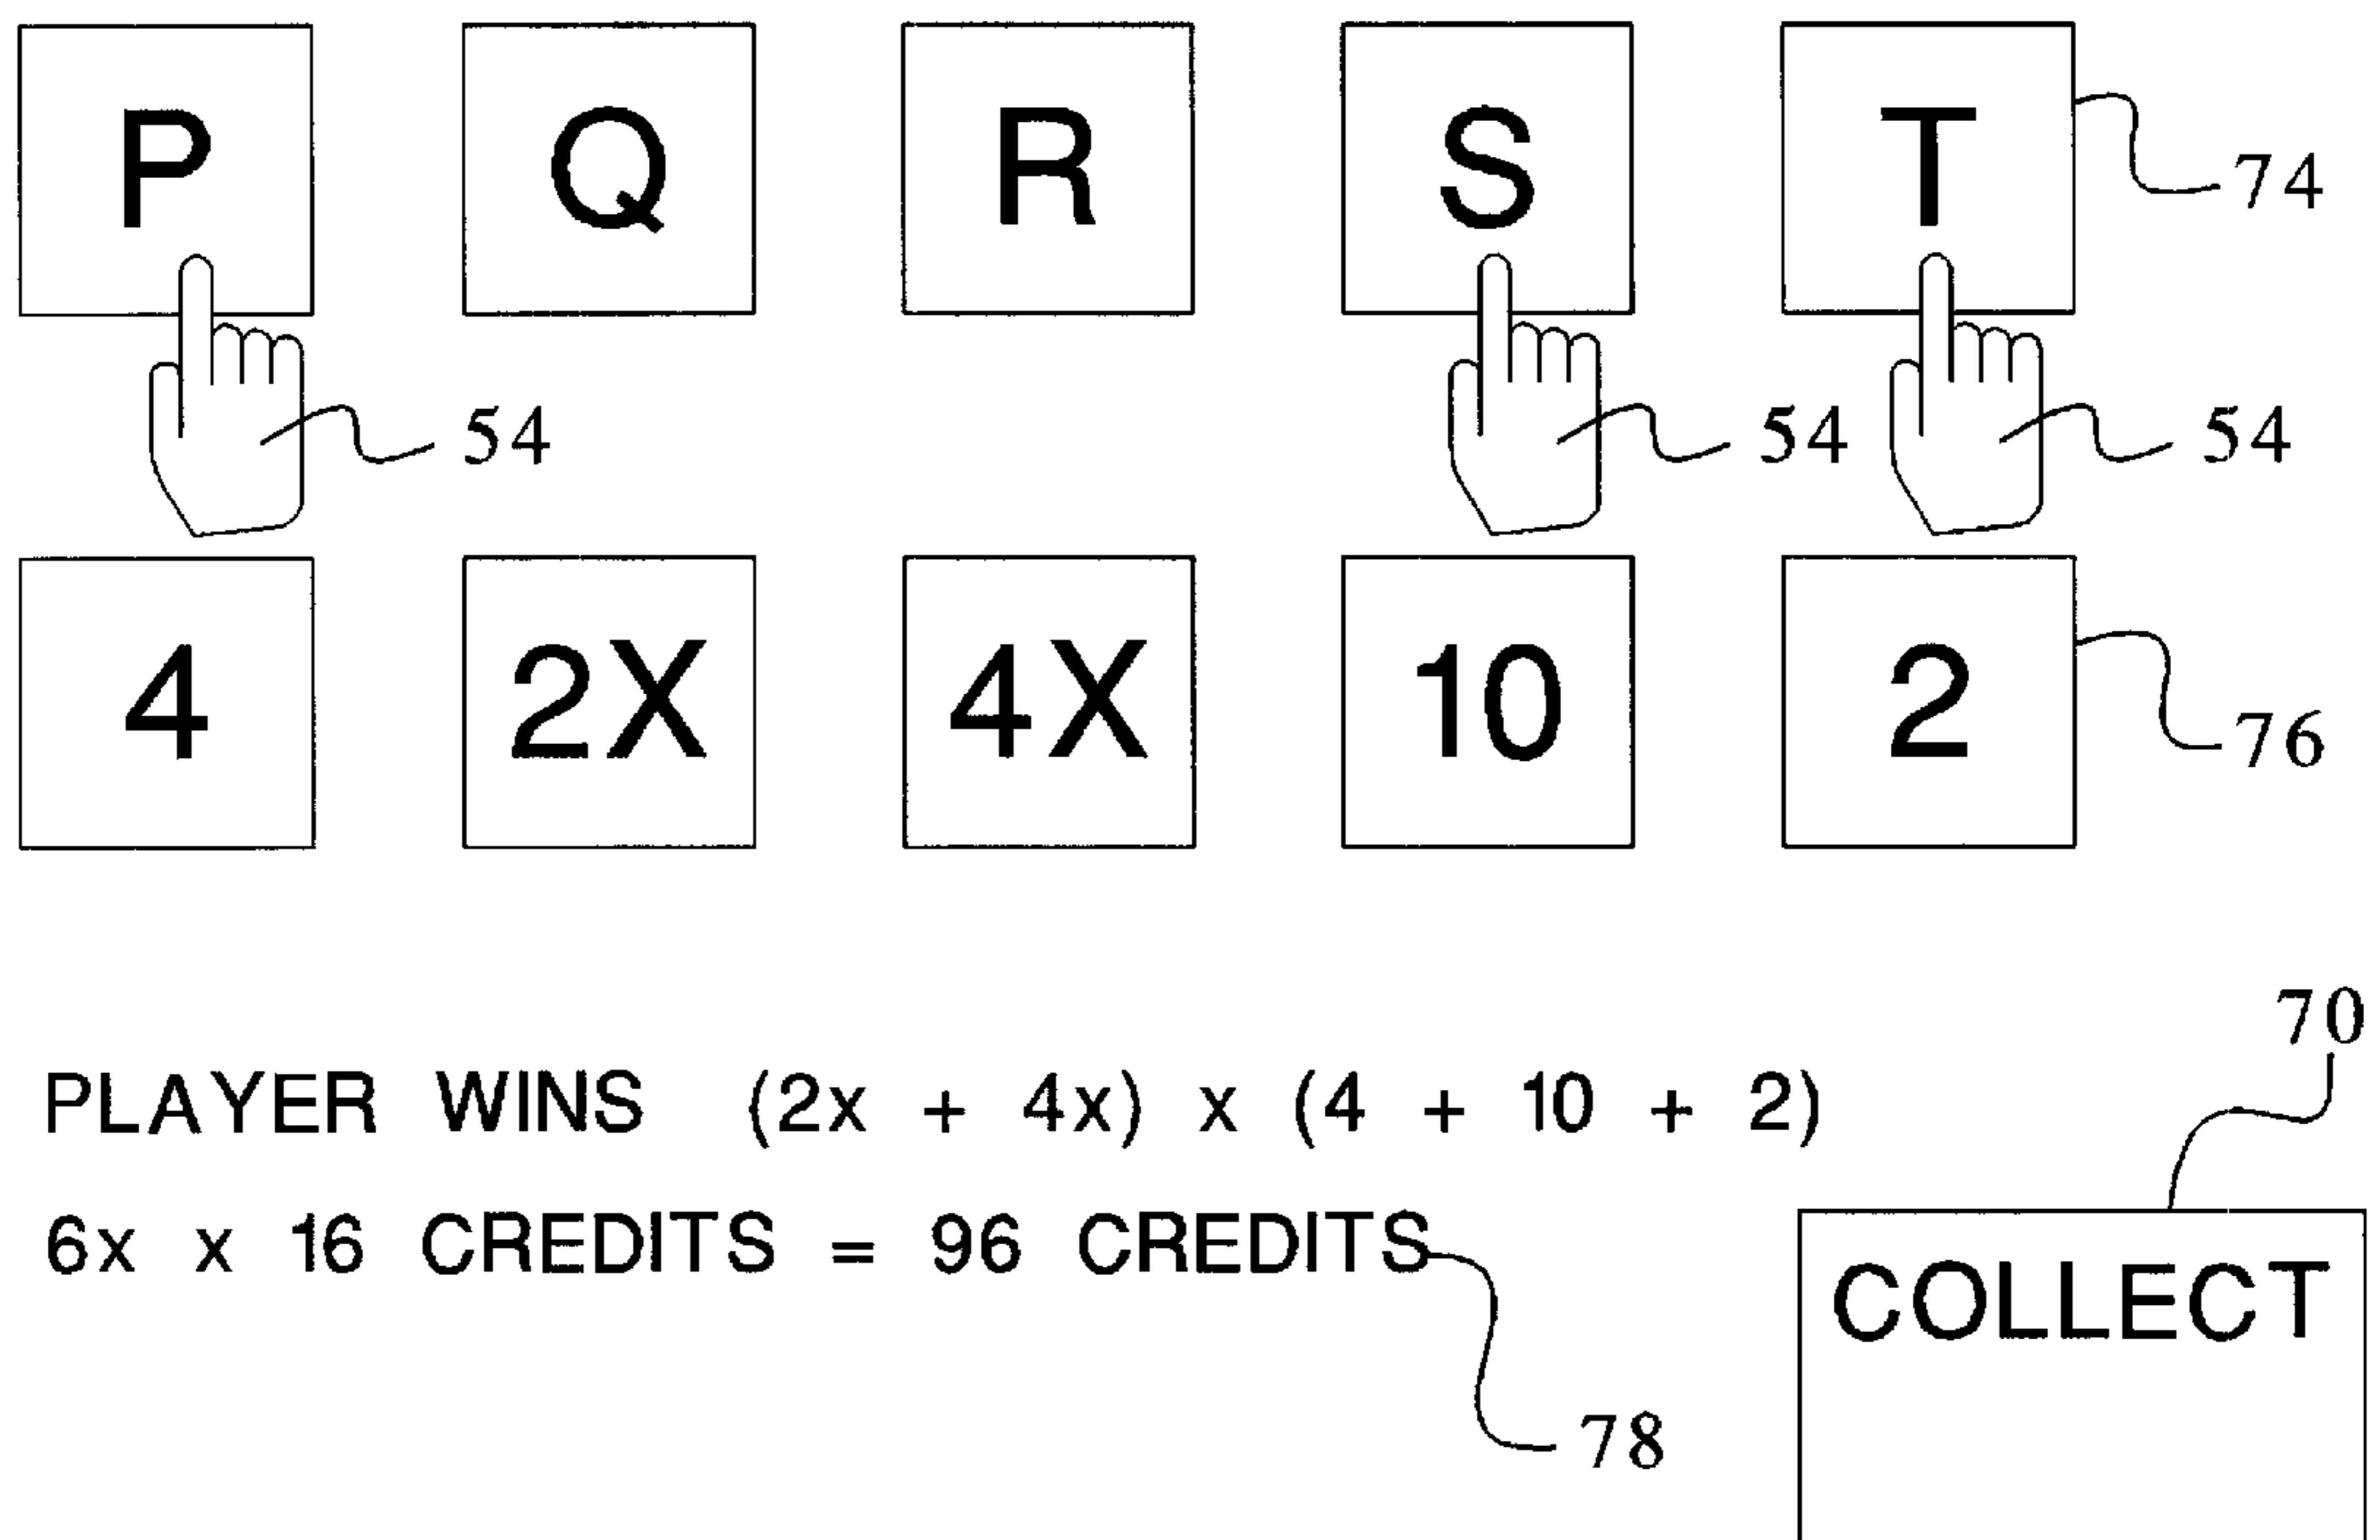 P Q R S T
74
54 54 54
4 2X 4X 10 2
76
70
PLAYER WINS (2x + 4x) x (4 + 10 + 2)
6x x 16 CREDITS = 96 CREDITS
COLLECT
78